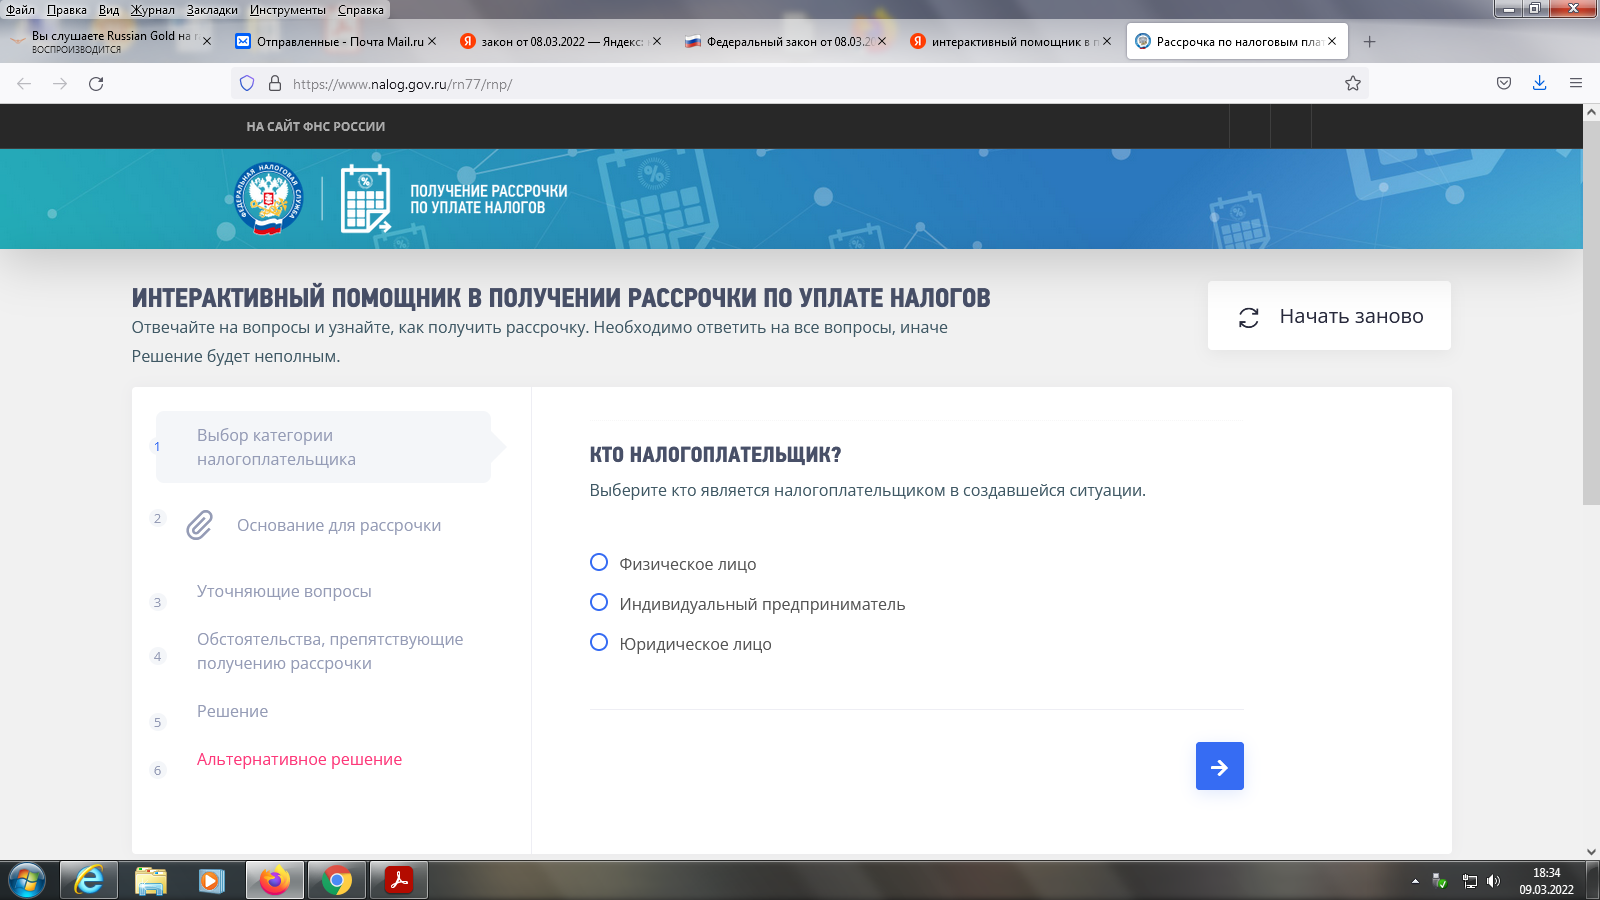 Файл Правка Вид Журнал Закладки Инструменты Справка
Вы слушаете Russian Gold на
ВОСПРОИЗВОДИТСЯ
Отправленные - Почта Mail.ru
закон от 08.03.2022 — Яндекс:
Федеральный закон от 08.03.20
интерактивный помощник в
Рассрочка по налоговым плат
https://www.nalog.gov.ru/rn77/rnp/
НА САЙТ ФНС РОССИИ
ФЕДЕРАЛЬНАЯ НАЛОГОВАЯ СЛУЖБА
ПОЛУЧЕНИЕ РАССРОЧКИ
ПО УПЛАТЕ НАЛОГОВ
ИНТЕРАКТИВНЫЙ ПОМОЩНИК В ПОЛУЧЕНИИ РАССРОЧКИ ПО УПЛАТЕ НАЛОГОВ
Отвечайте на вопросы и узнайте, как получить рассрочку. Необходимо ответить на все вопросы, иначе
Решение будет неполным.
Начать заново
1 Выбор категории
налогоплательщика
2 Основание для рассрочки
3 Уточняющие вопросы
4 Обстоятельства, препятствующие
получению рассрочки
5 Решение
6 Альтернативное решение
КТО НАЛОГОПЛАТЕЛЬЩИК?
Выберите кто является налогоплательщиком в создавшейся ситуации.
Физическое лицо
Индивидуальный предприниматель
Юридическое лицо
18:34
09.03.2022